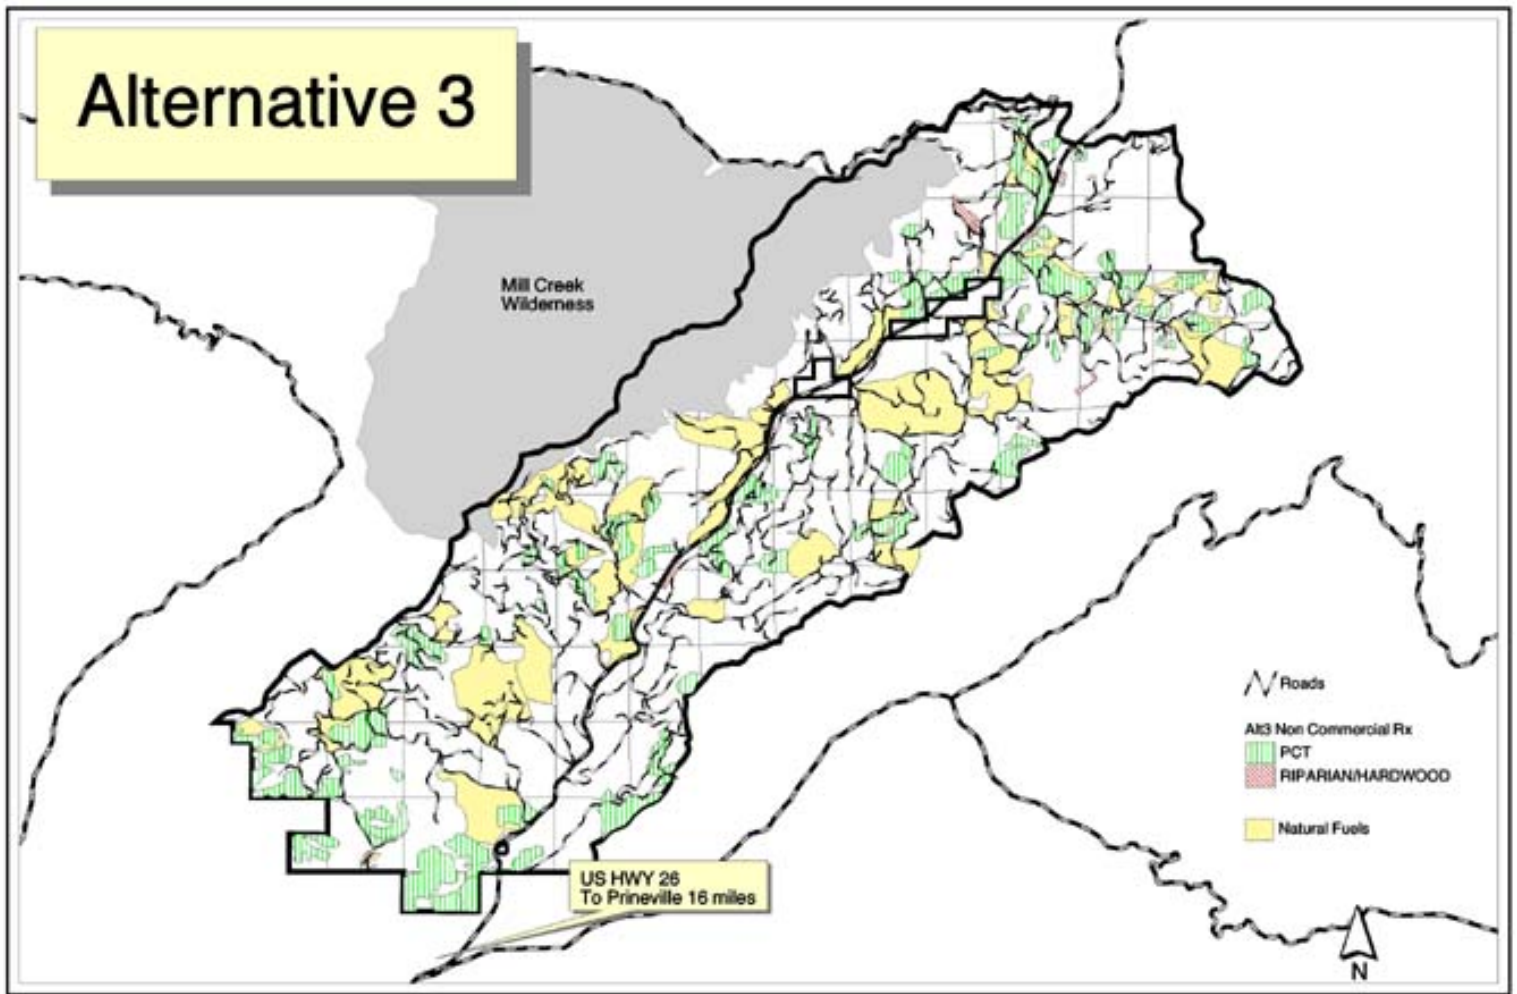 Alternative 3
Mill Creek
Wilderness
Roads
Alt3 Non Commercial Rx
PCT
RIPARIAN/HARDWOOD
Natural Fuels
US HWY 26
To Prineville 16 miles
N